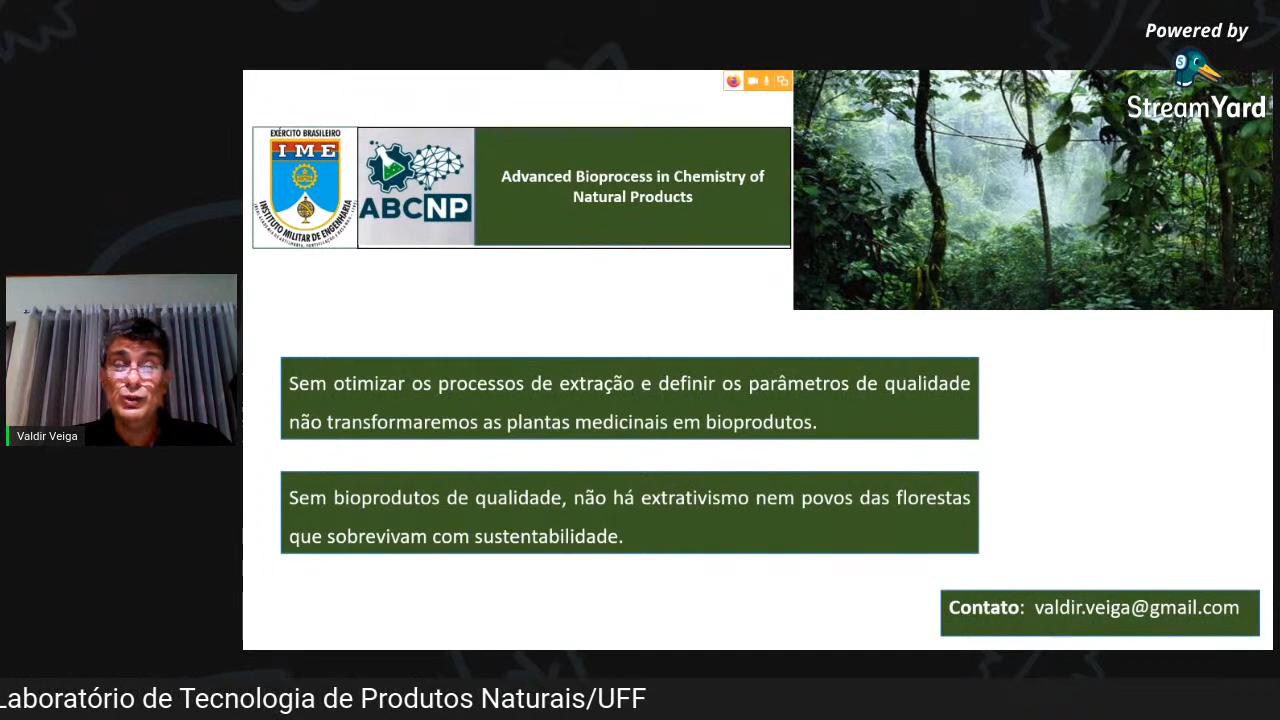 Powered by
StreamYard
EXÉRCITO BRASILEIRO
IME
INSTITUTO MILITAR DE ENGENHARIA
ABCNP
Advanced Bioprocess in Chemistry of
Natural Products
Sem otimizar os processos de extração e definir os parâmetros de qualidade
não transformaremos as plantas medicinais em bioprodutos.
Valdir Veiga
Sem bioprodutos de qualidade, não há extrativismo nem povos das florestas
que sobrevivam com sustentabilidade.
Contato: valdir.veiga@gmail.com
Laboratório de Tecnologia de Produtos Naturais/UFF